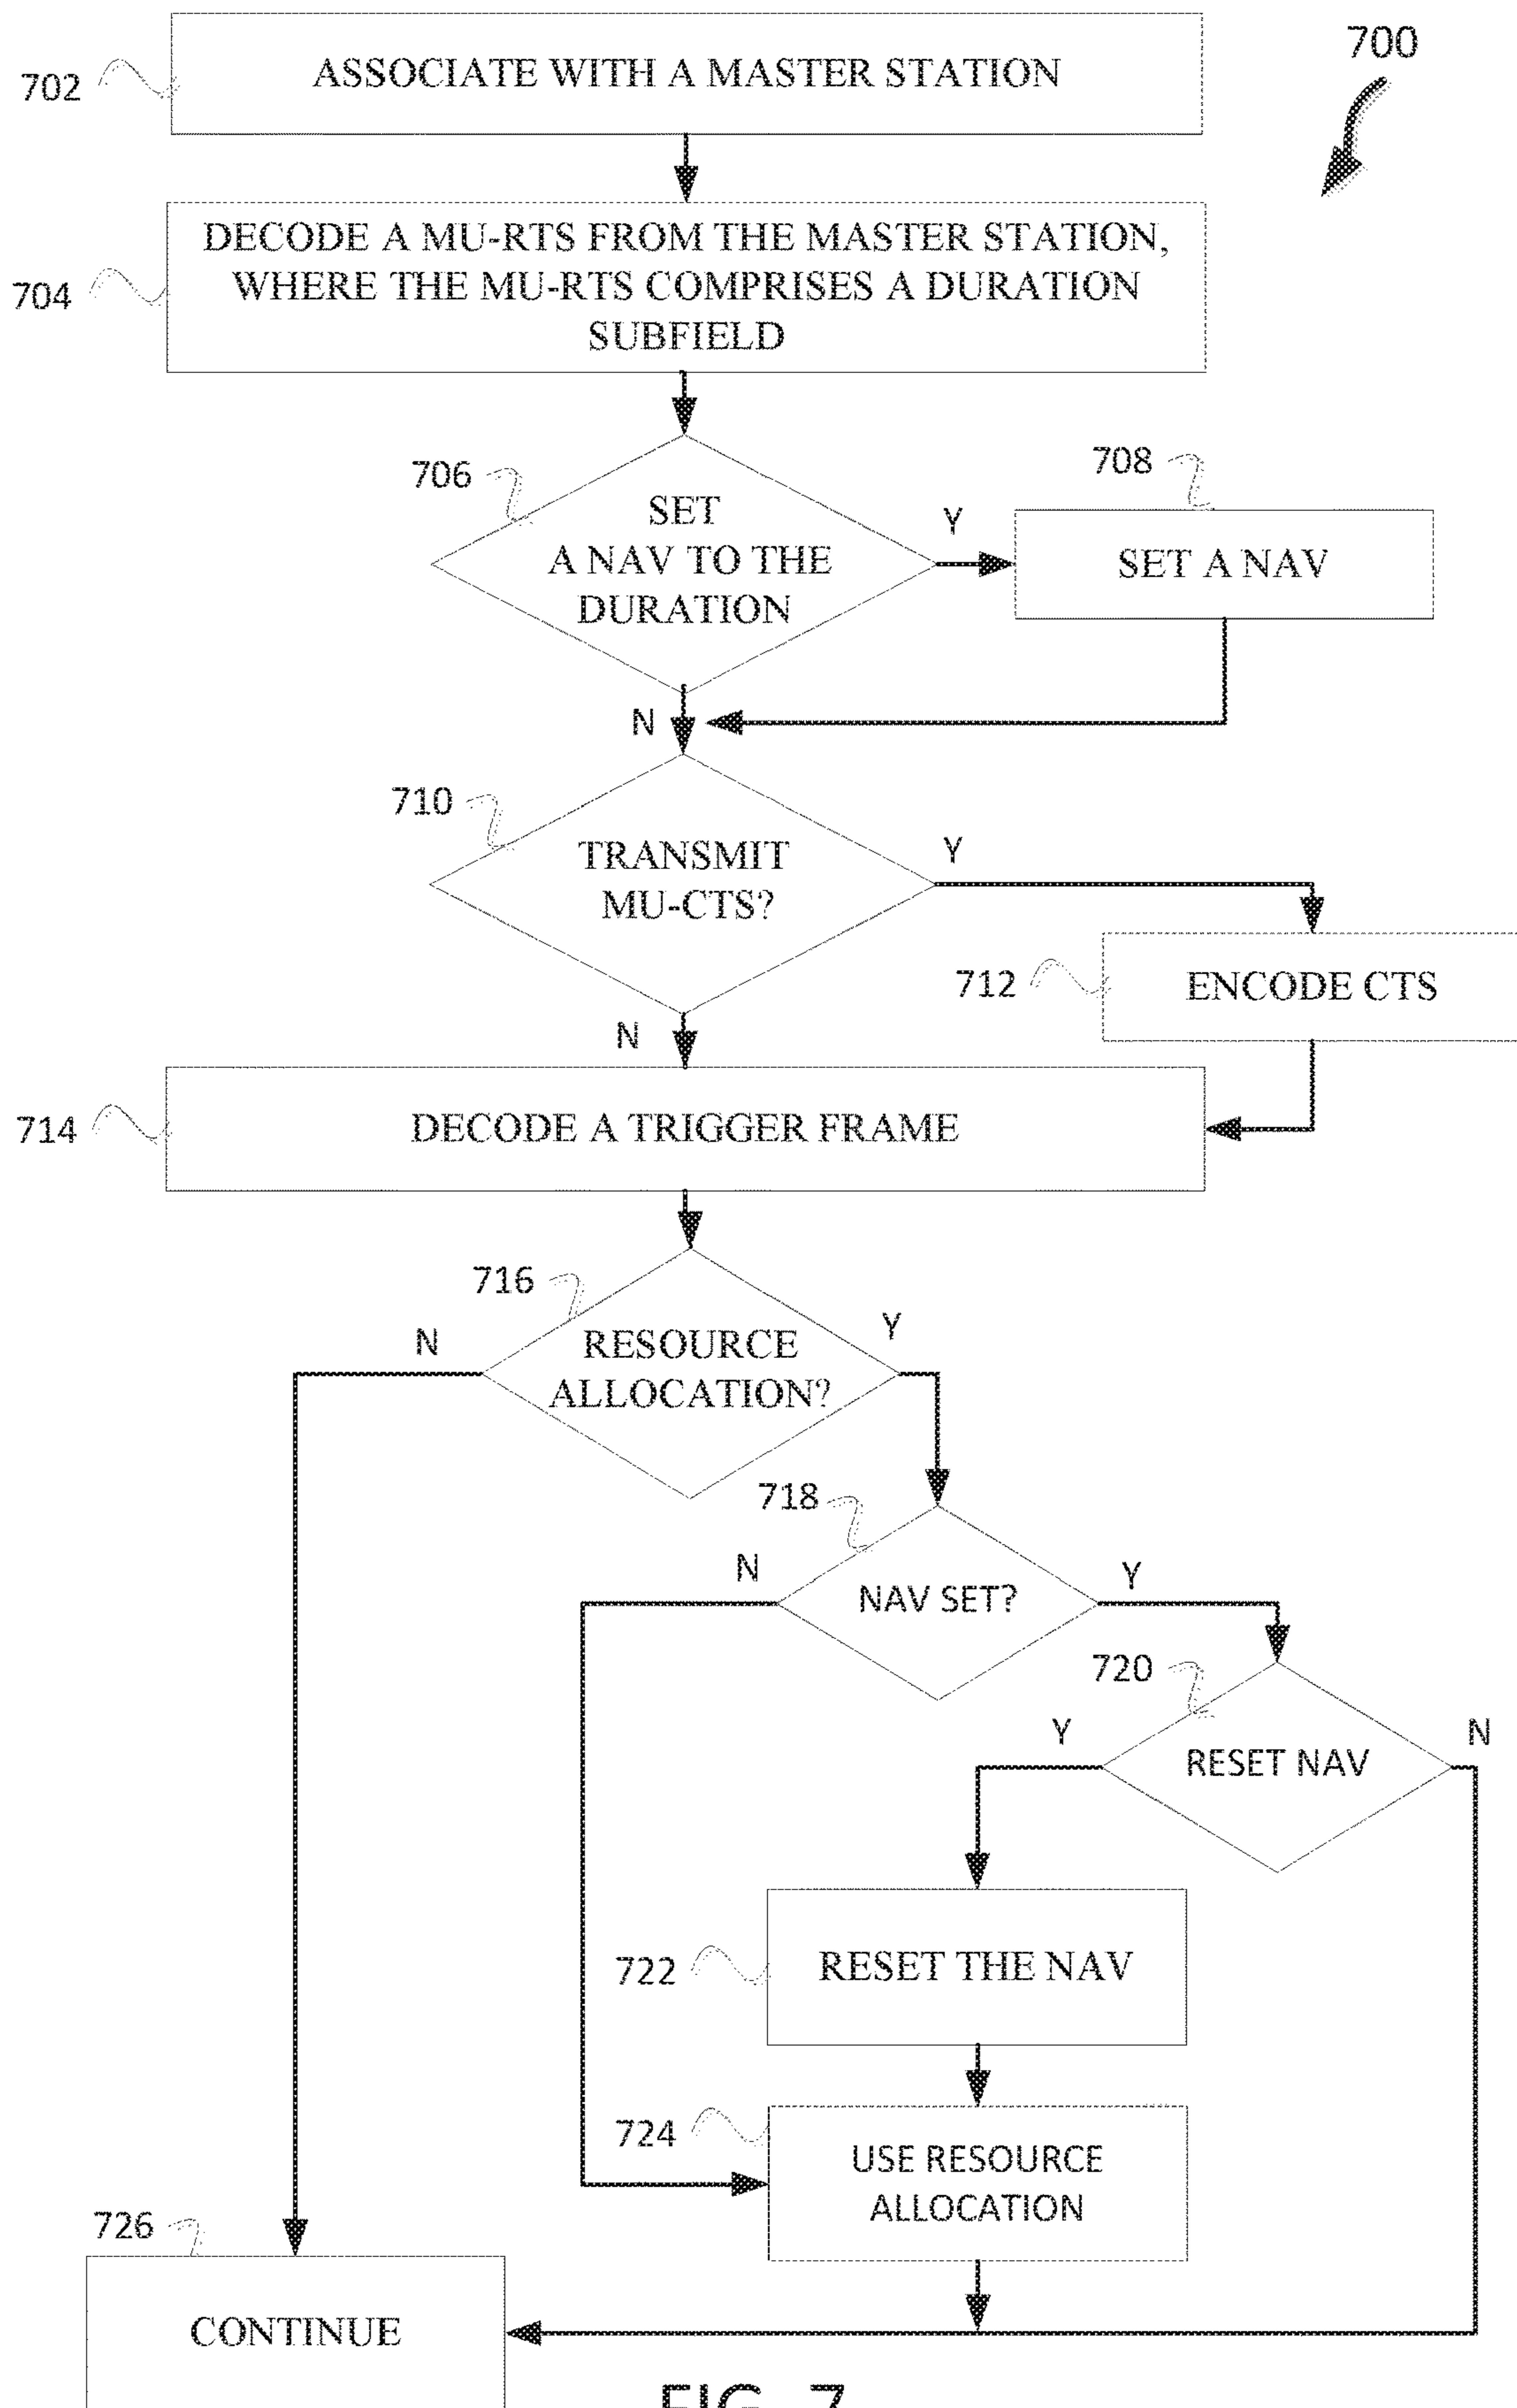 700
702
ASSOCIATE WITH A MASTER STATION
704
DECODE A MU-RTS FROM THE MASTER STATION,
WHERE THE MU-RTS COMPRISES A DURATION
SUBFIELD
706
SET
A NAV TO THE
DURATION
Y
708
SET A NAV
N
710
TRANSMIT
MU-CTS?
Y
712
ENCODE CTS
N
714
DECODE A TRIGGER FRAME
716
RESOURCE
ALLOCATION?
N
Y
718
NAV SET?
N
Y
720
RESET NAV
Y
N
722
RESET THE NAV
724
USE RESOURCE
ALLOCATION
726
CONTINUE
FIG. 7